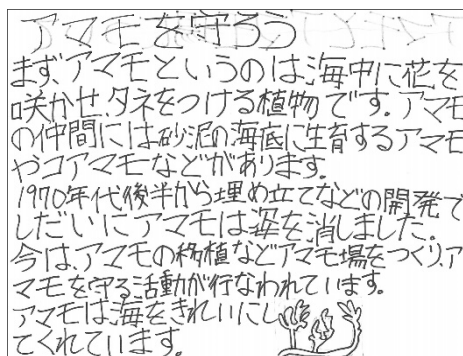 アマモを守ろう
まずアマモというのは、海中に花を
咲かせ、タネをつける植物です。アマモ
の仲間には砂泥の海底に生育するアマモ
やコアマモなどがあります。
1970年代後半から埋め立てなどの開発で
しだいにアマモは姿を消しました。
今は、アマモの移植などアマモ場をつくり、ア
マモを守る活動が行なわれています。
アマモは、海をきれいにし
てくれています。